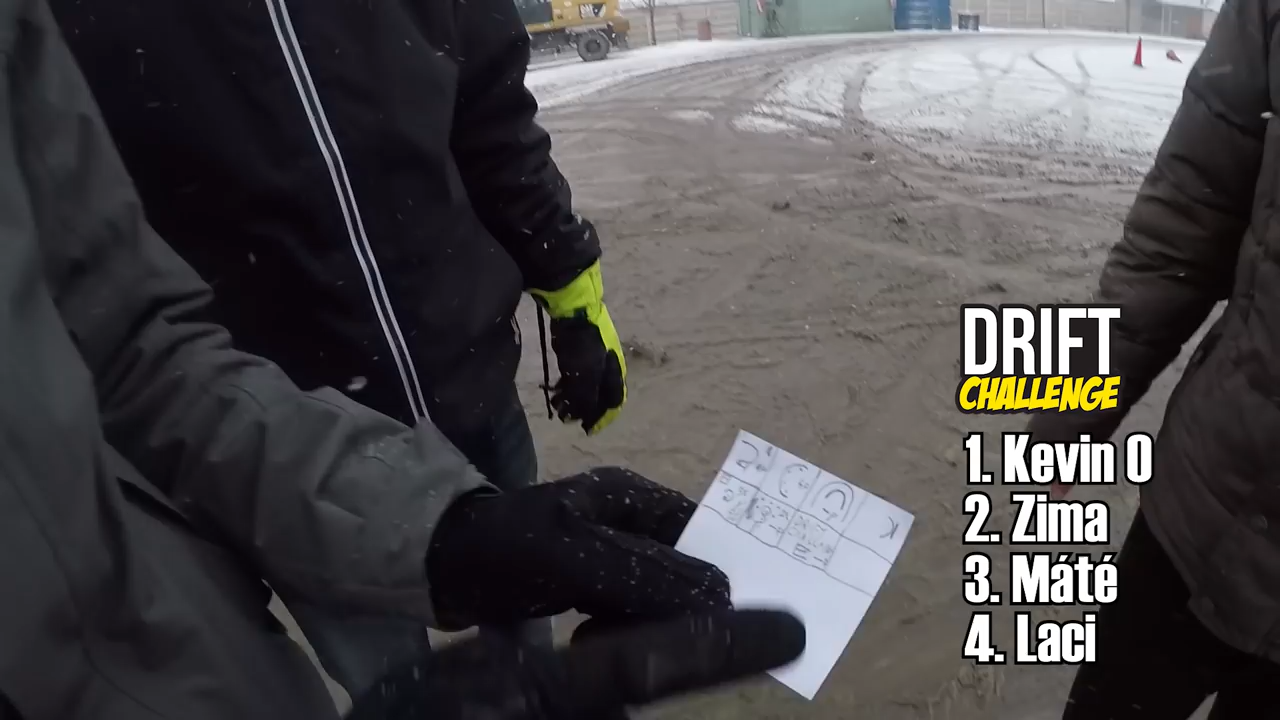 DRIFT
CHALLENGE
1. Kevin O
2. Zima
3. Máté
4. Laci